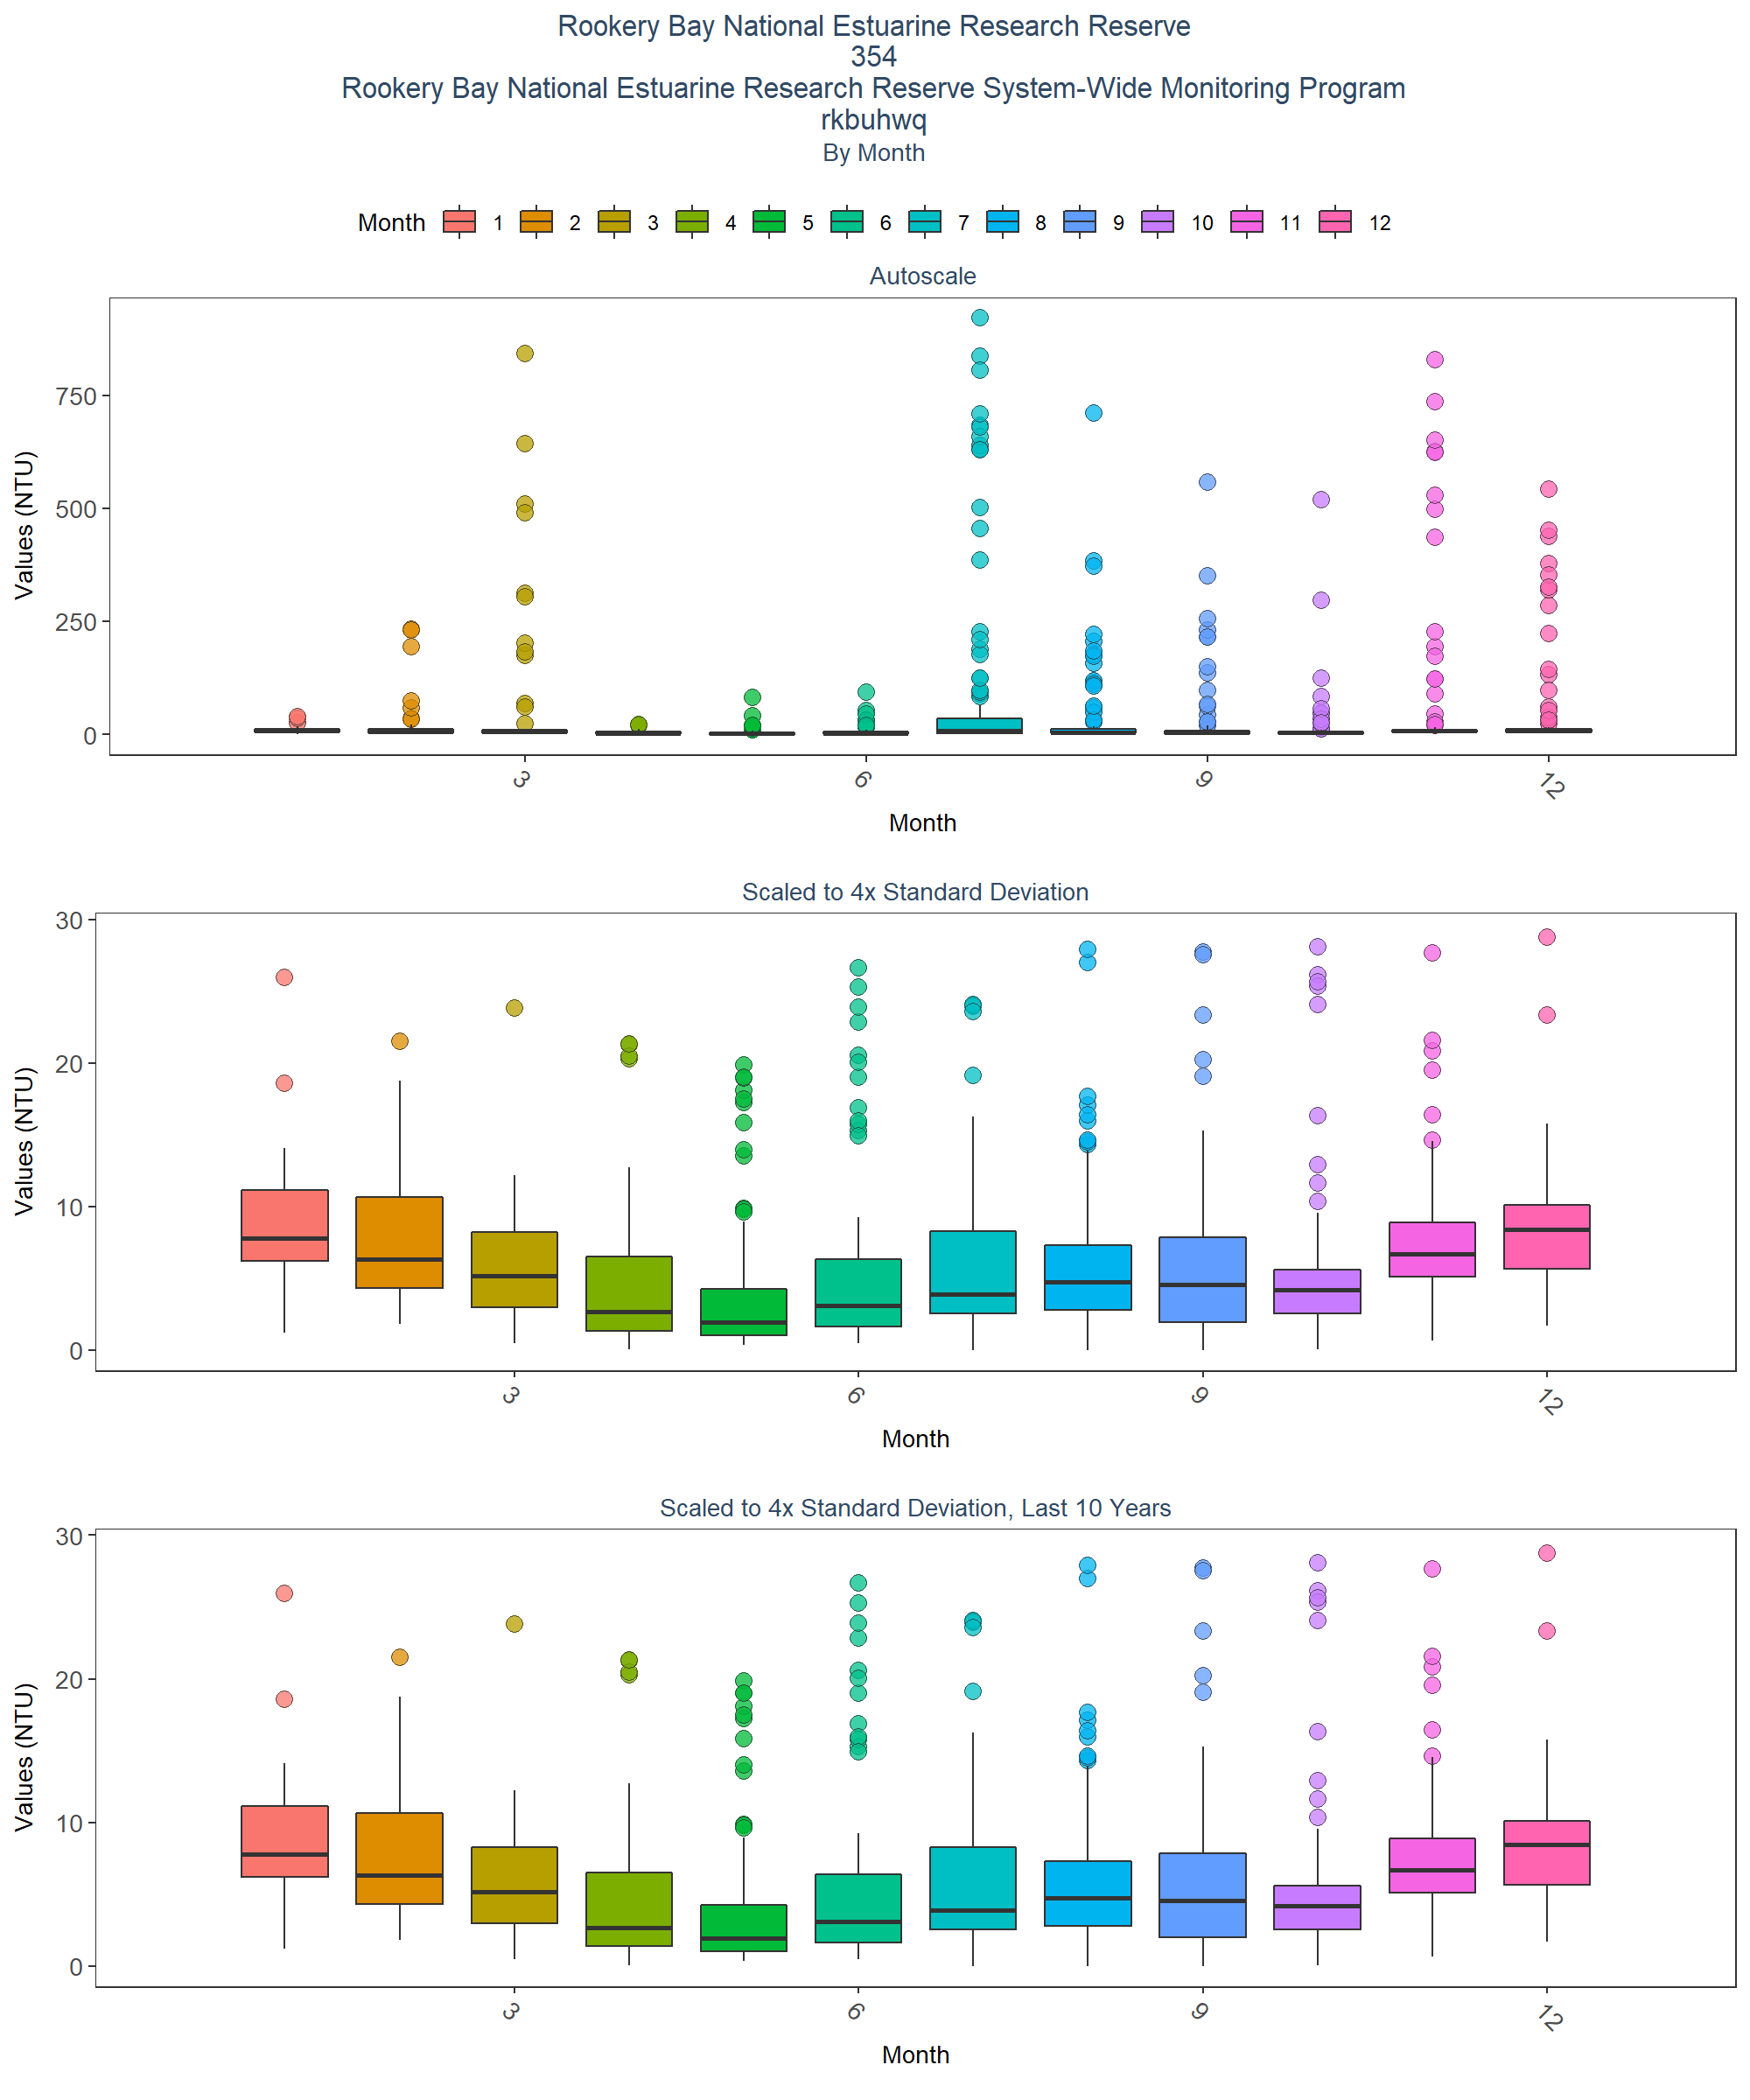 Rookery Bay National Estuarine Research Reserve
354
Rookery Bay National Estuarine Research Reserve System-Wide Monitoring Program
rkbuhwq
By Month
Month 1 2 3 4 5 6 7 8 9 10 11 12
Autoscale
Values (NTU)
750
500
250
0
3 6 9 12
Month
Scaled to 4x Standard Deviation
Values (NTU)
30
20
10
0
3 6 9 12
Month
Scaled to 4x Standard Deviation, Last 10 Years
Values (NTU)
30
20
10
0
3 6 9 12
Month